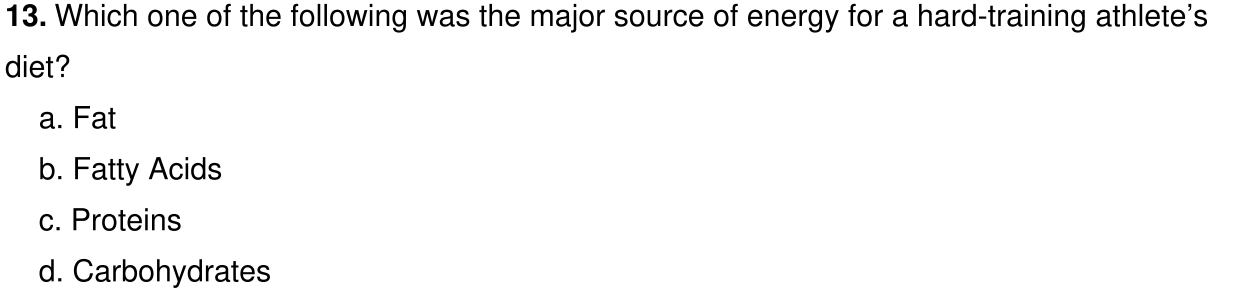 13. Which one of the following was the major source of energy for a hard-training athlete’s
diet?
a. Fat
b. Fatty Acids
c. Proteins
d. Carbohydrates